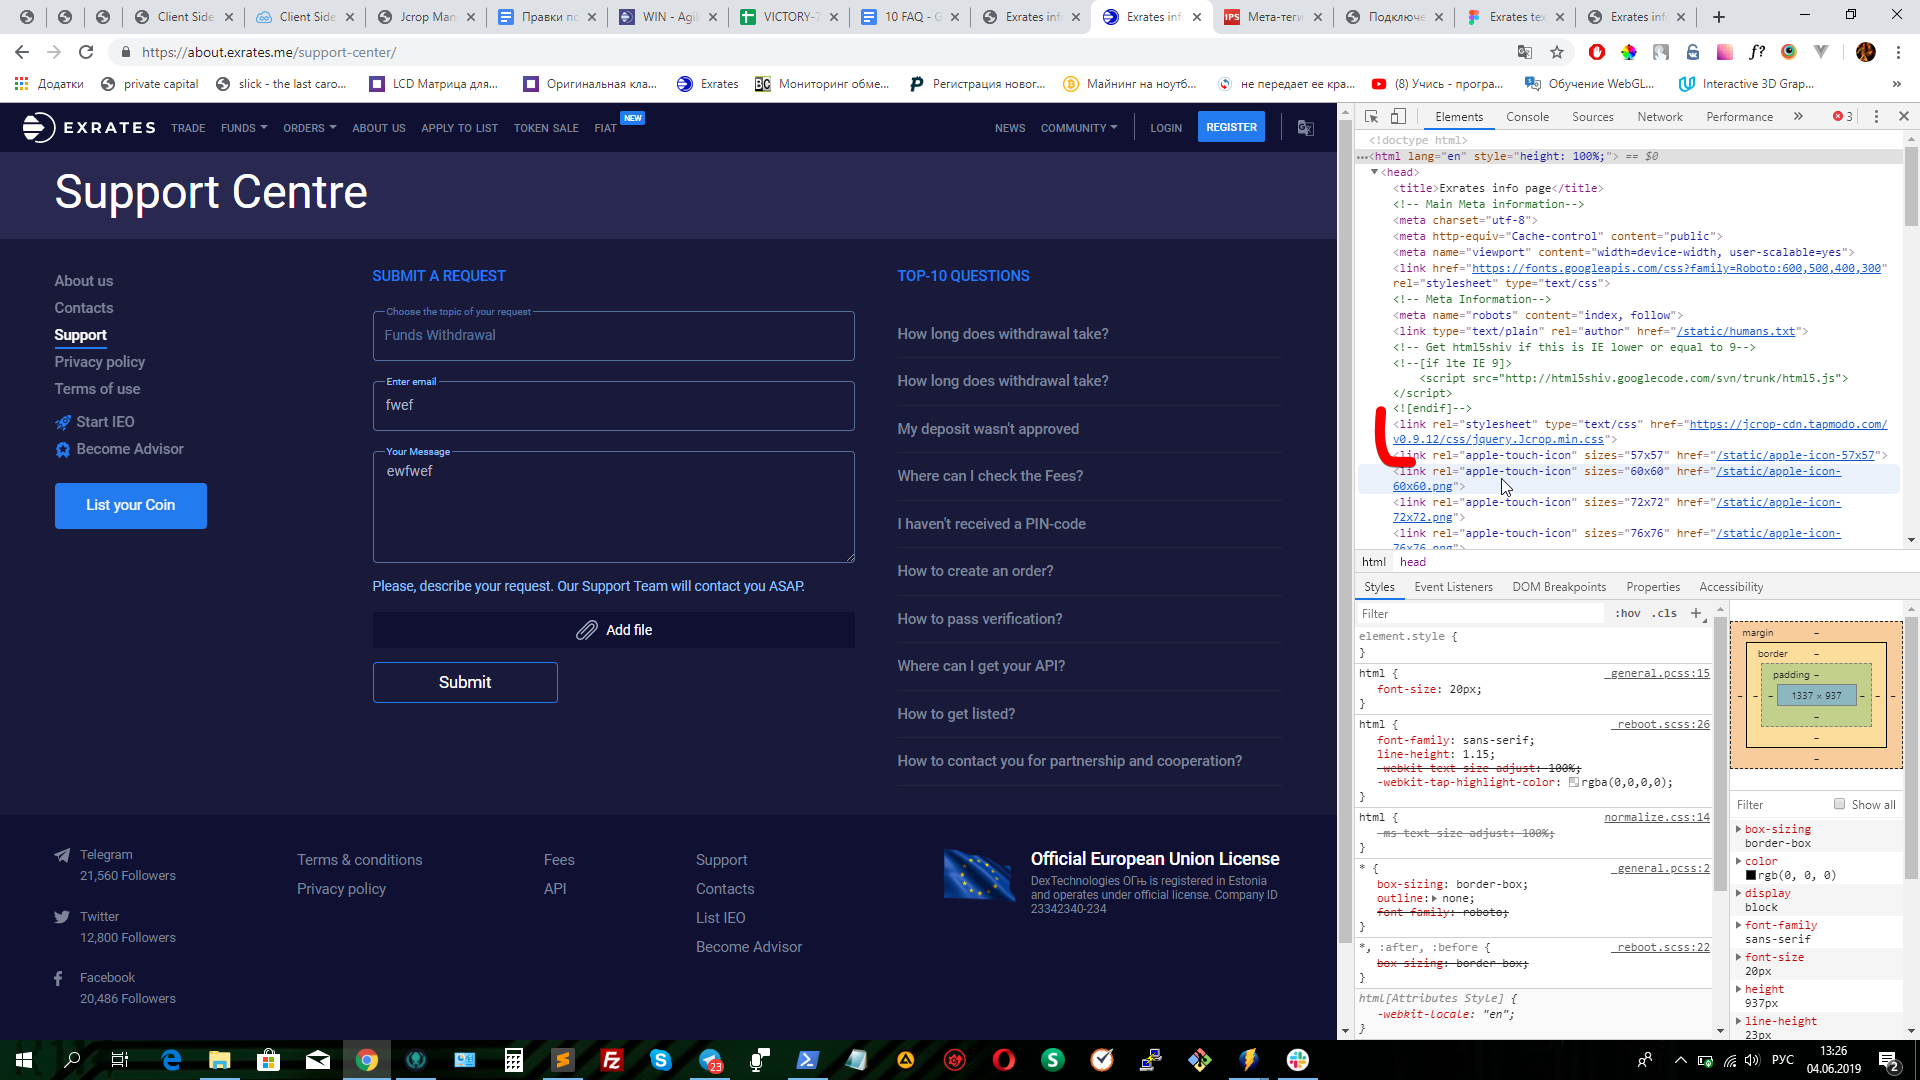 Client Side
Client Side
Jcrop Man
Правки по
WIN - Agil
VICTORY-7
10 FAQ - G
Exrates inf
Exrates inf
Мета-теги
Подключе
Exrates tex
Exrates inf
https://about.exrates.me/support-center/
Додатки
private capital
slick - the last caro...
LCD Матрица для...
Оригинальная кла...
Exrates
Мониторинг обме...
Регистрация новог...
Майнинг на ноутб...
не передает ее кра...
(8) Учись - програ...
Обучение WebGL...
Interactive 3D Grap...
»
EXRATES
TRADE
FUNDS
ORDERS
ABOUT US
APPLY TO LIST
TOKEN SALE
FIAT
NEW
NEWS
COMMUNITY
LOGIN
REGISTER
Support Centre
About us
Contacts
Support
Privacy policy
Terms of use
Start IEO
Become Advisor
List your Coin
SUBMIT A REQUEST
Choose the topic of your request
Funds Withdrawal
Enter email
fwef
Your Message
ewfwef
Please, describe your request. Our Support Team will contact you ASAP.
Add file
Submit
TOP-10 QUESTIONS
How long does withdrawal take?
How long does withdrawal take?
My deposit wasn't approved
Where can I check the Fees?
I haven't received a PIN-code
How to create an order?
How to pass verification?
Where can I get your API?
How to get listed?
How to contact you for partnership and cooperation?
Telegram
21,560 Followers
Twitter
12,800 Followers
Facebook
20,486 Followers
Terms & conditions
Privacy policy
Fees
API
Support
Contacts
List IEO
Become Advisor
Official European Union License
DexTechnologies ОГњ is registered in Estonia
and operates under official license. Company ID
23342340-234
Elements
Console
Sources
Network
Performance
»
3
<!doctype html>
...<html lang="en" style="height: 100%;"> == $0
<head>
<title>Exrates info page</title>
<!-- Main Meta information-->
<meta charset="utf-8">
<meta http-equiv="Cache-control" content="public">
<meta name="viewport" content="width=device-width, user-scalable=yes">
<link href="https://fonts.googleapis.com/css?family=Roboto:600,500,400,300"
rel="stylesheet" type="text/css">
<!-- Meta Information-->
<meta name="robots" content="index, follow">
<link type="text/plain" rel="author" href="/static/humans.txt">
<!-- Get html5shiv if this is IE lower or equal to 9-->
<!--[if lte IE 9]>
<script src="http://html5shiv.googlecode.com/svn/trunk/html5.js">
</script>
<![endif]-->
<link rel="stylesheet" type="text/css" href="https://jcrop-cdn.tapmodo.com/
v0.9.12/css/jquery.Jcrop.min.css">
<link rel="apple-touch-icon" sizes="57x57" href="/static/apple-icon-57x57">
<link rel="apple-touch-icon" sizes="60x60" href="/static/apple-icon-
60x60.png">
<link rel="apple-touch-icon" sizes="72x72" href="/static/apple-icon-
72x72.png">
<link rel="apple-touch-icon" sizes="76x76" href="/static/apple-icon-
76x76.png">
html
head
Styles
Event Listeners
DOM Breakpoints
Properties
Accessibility
Filter
:hov
.cls
+
element.style {
}
html {
_general.pcss:15
font-size: 20px;
}
html {
_reboot.scss:26
font-family: sans-serif;
line-height: 1.15;
-webkit-text-size-adjust: 100%;
-webkit-tap-highlight-color: rgba(0,0,0,0);
}
html {
normalize.css:14
-ms-text-size-adjust: 100%;
}
* {
_general.pcss:2
box-sizing: border-box;
outline: none;
font-family: roboto;
}
*, :after, :before {
_reboot.scss:22
box-sizing: border-box;
}
html[Attributes Style] {
-webkit-locale: "en";
}
margin
border
padding
1337 × 937
Filter
Show all
box-sizing
border-box
color
rgb(0, 0, 0)
display
block
font-family
sans-serif
font-size
20px
height
937px
line-height
23px
23
РУС
13:26
04.06.2019
2